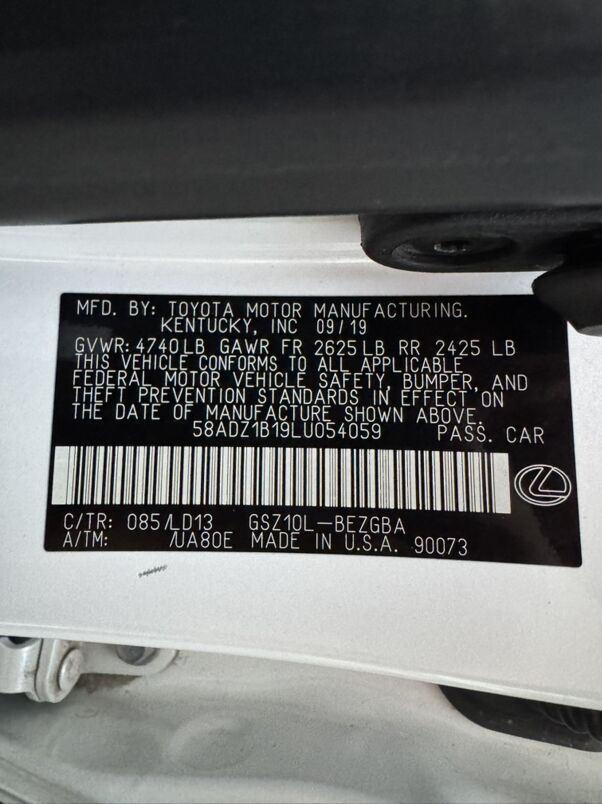 MFD. BY: TOYOTA MOTOR MANUFACTURING.
KENTUCKY, INC 09/19
GVWR: 4740LB GAWR FR 2625LB RR 2425 LB
THIS VEHICLE CONFORMS TO ALL APPLICABLE
FEDERAL MOTOR VEHICLE SAFETY, BUMPER, AND
THEFT PREVENTION STANDARDS IN EFFECT ON
THE DATE OF MANUFACTURE SHOWN ABOVE.
58ADZ1B19LU054059 PASS. CAR
C/TR: 085/LD13 GSZ10L-BEZGBA
A/TM: /UA80E MADE IN U.S.A. 90073